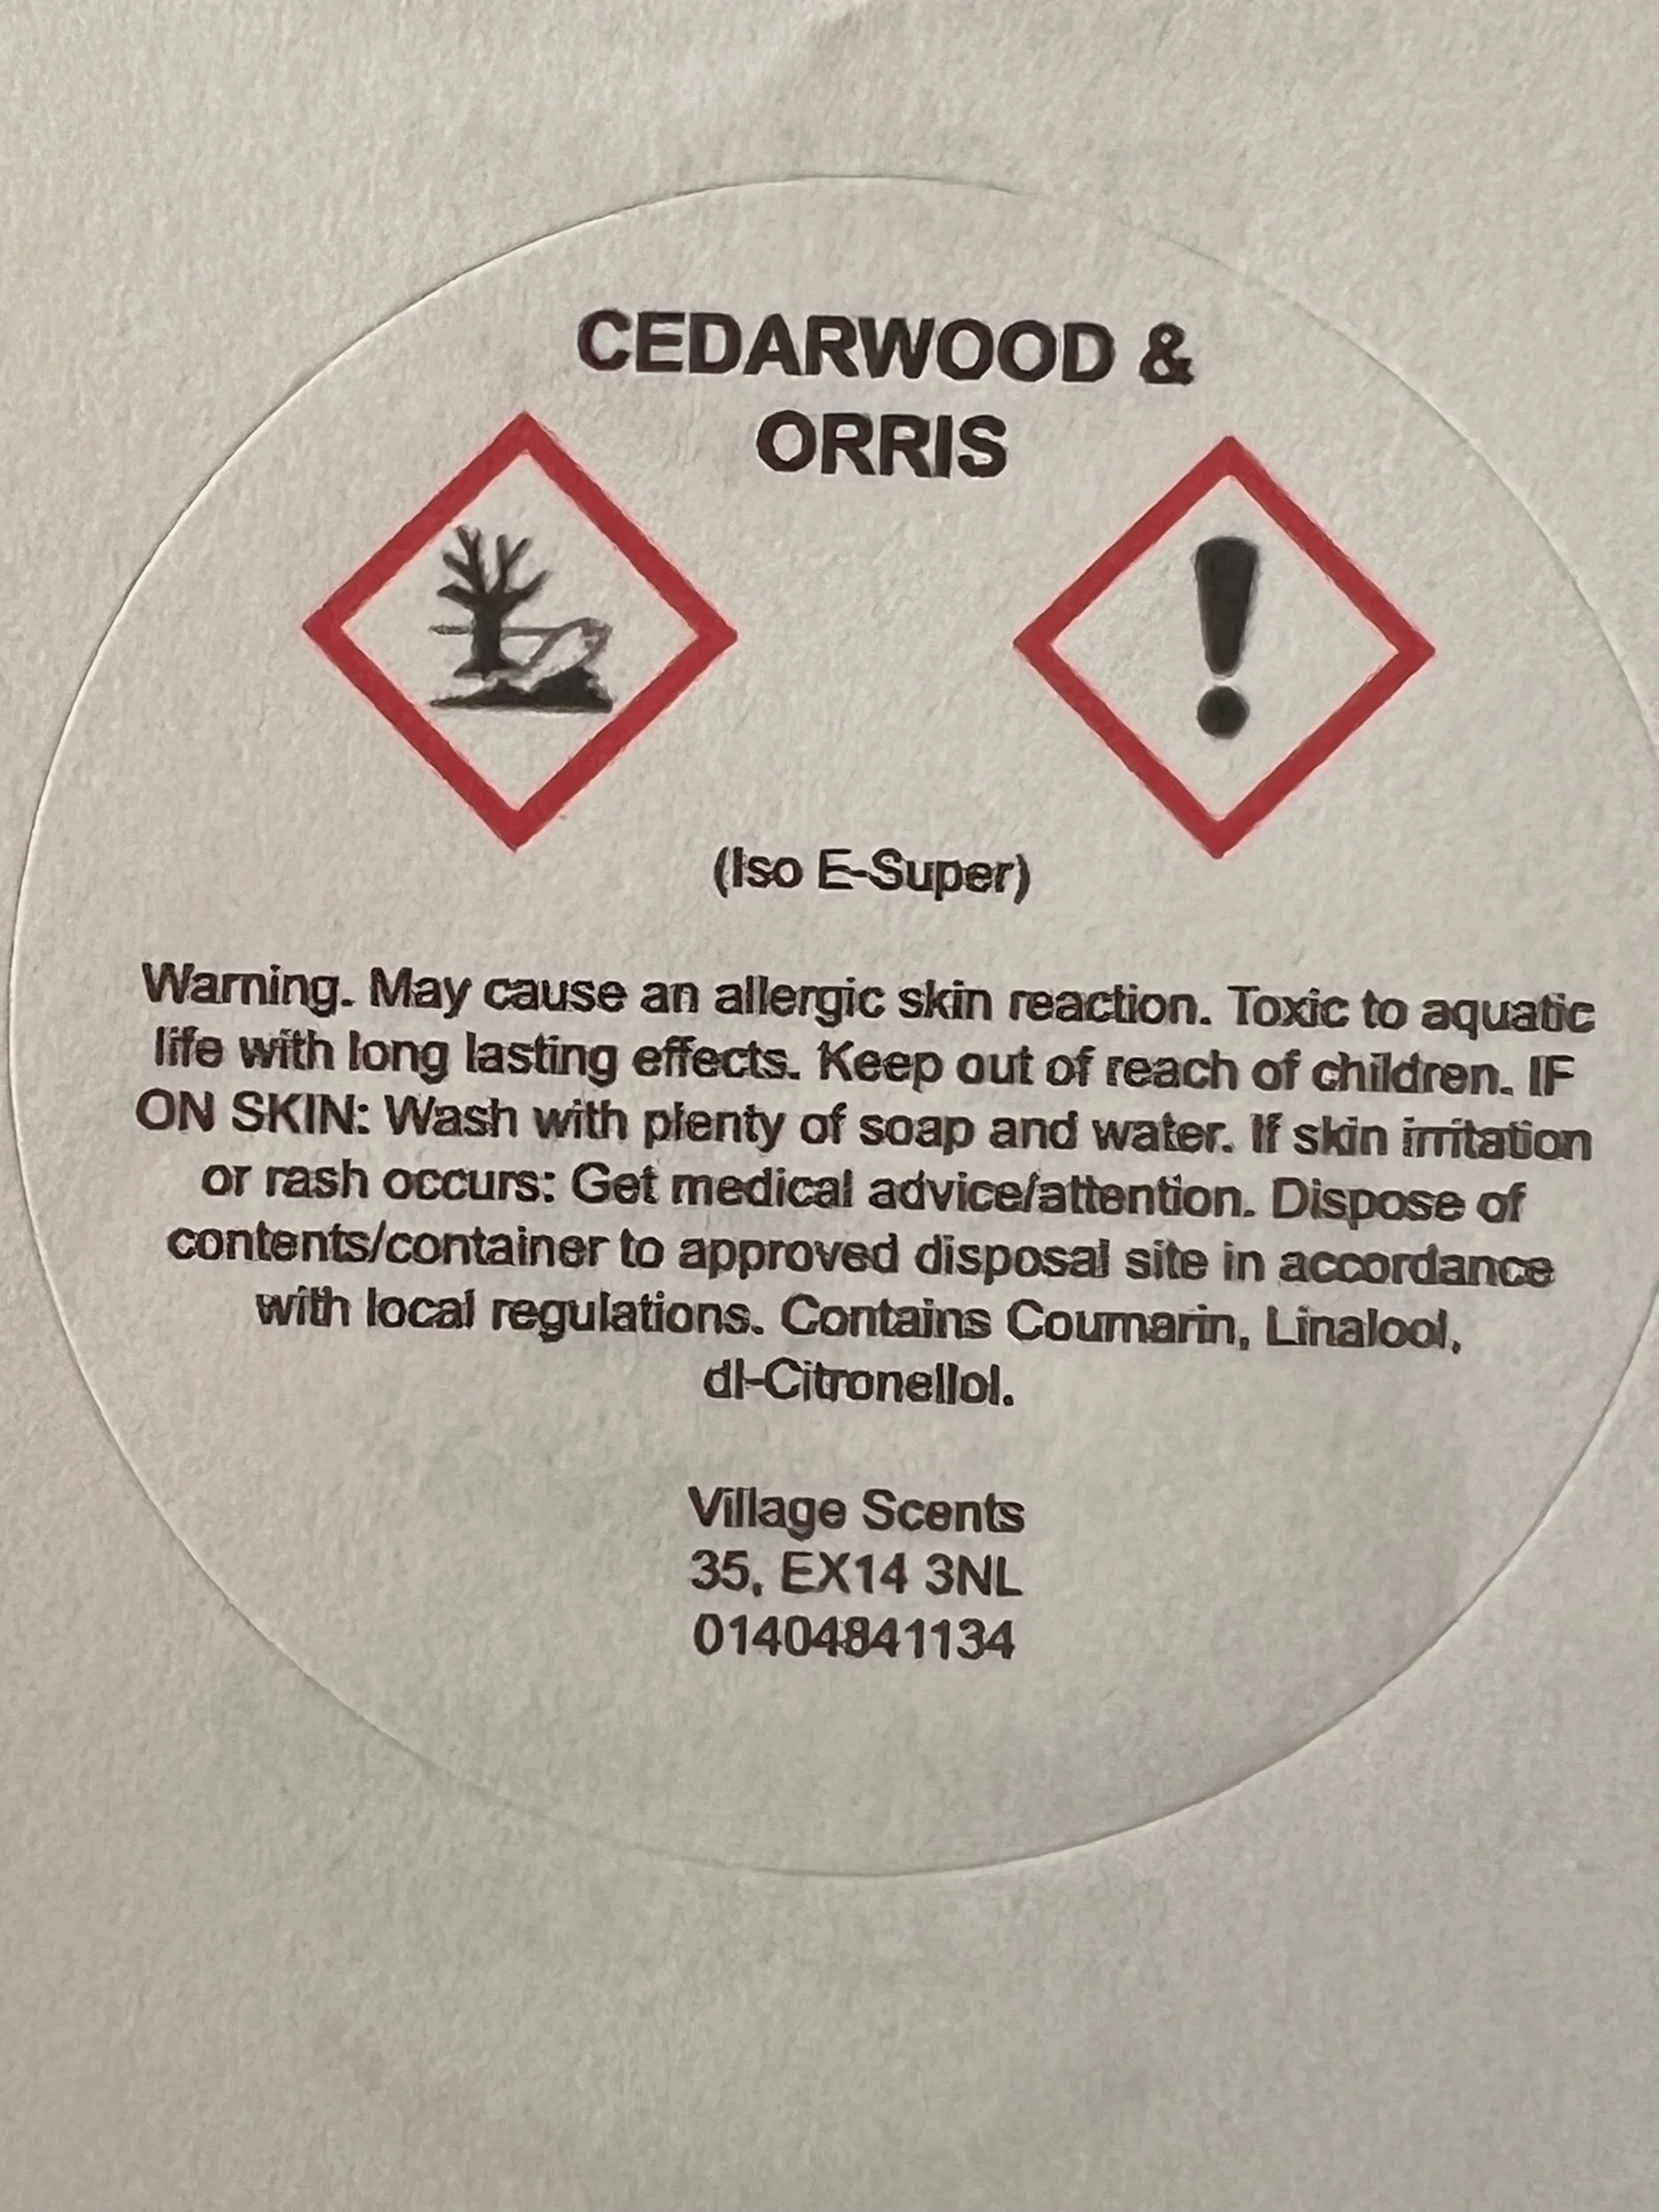 CEDARWOOD &
ORRIS
(Iso E-Super)
Warning. May cause an allergic skin reaction. Toxic to aquatic
life with long lasting effects. Keep out of reach of children. IF
ON SKIN: Wash with plenty of soap and water. If skin irritation
or rash occurs: Get medical advice/attention. Dispose of
contents/container to approved disposal site in accordance
with local regulations. Contains Coumarin, Linalool,
dl-Citronellol.
Village Scents
35, EX14 3NL
01404841134